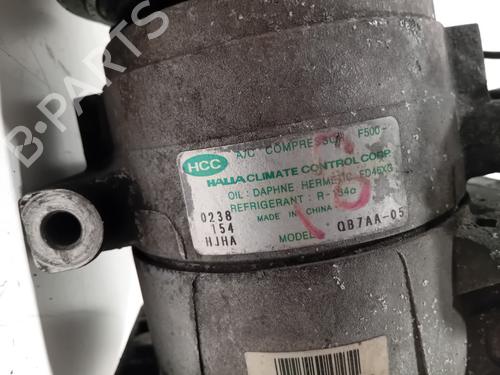 A/C COMPRESSOR F500-
HCC
HALLA CLIMATE CONTROL CORP.
OIL: DAPHNE HERMETIC FD46XG
REFRIGERANT: R-134a
MADE IN CHINA
0238
154
HJHA
MODEL QB7AA-05
B-PARTS